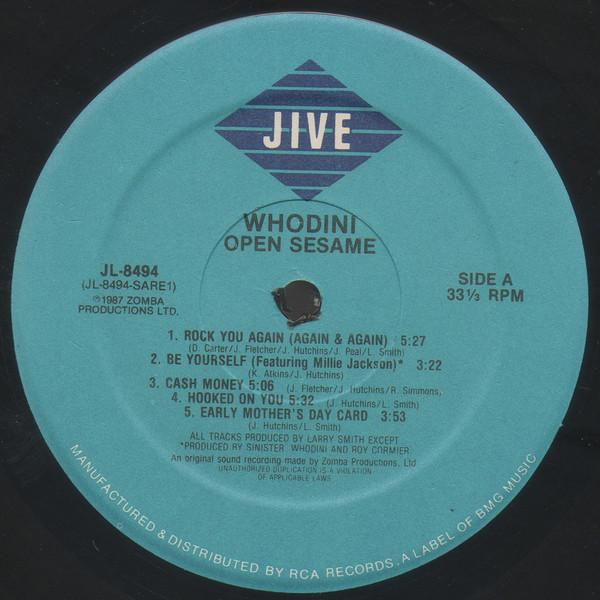 JIVE
WHODINI
OPEN SESAME
JL-8494
(JL-8494-SARE1)
℗1987 ZOMBA
PRODUCTIONS LTD.
SIDE A
33⅓ RPM
1. ROCK YOU AGAIN (AGAIN & AGAIN) 5:27
(D. Carter/J. Fletcher/J. Hutchins/J. Peal/L. Smith)
2. BE YOURSELF (Featuring Millie Jackson)* 3:22
(K. Atkins/J. Hutchins)
3. CASH MONEY 5:06 (J. Fletcher/J. Hutchins/R. Simmons,
4. HOOKED ON YOU 5:32 (J. Hutchins/L. Smith)
5. EARLY MOTHER'S DAY CARD 3:53
(J. Hutchins/L. Smith)
ALL TRACKS PRODUCED BY LARRY SMITH EXCEPT
*PRODUCED BY SINISTER, WHODINI AND ROY CORMIER
An original sound recording made by Zomba Productions, Ltd
UNAUTHORIZED DUPLICATION IS A VIOLATION
OF APPLICABLE LAWS
MANUFACTURED & DISTRIBUTED BY RCA RECORDS, A LABEL OF BMG MUSIC